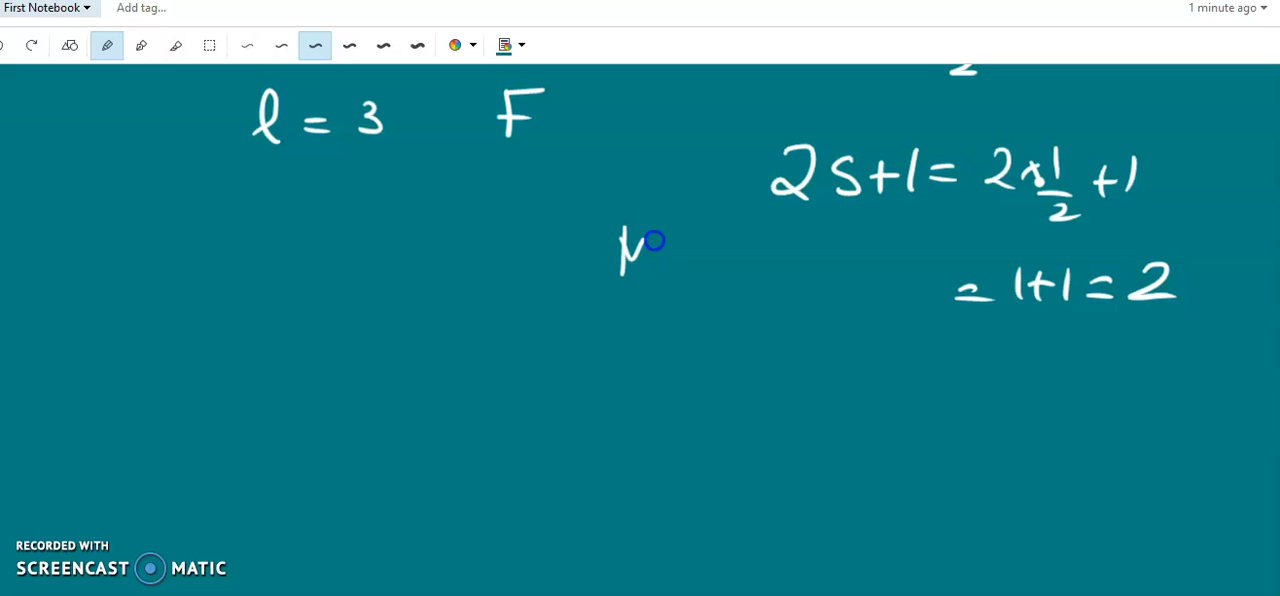 First Notebook Add tag... 1 minute ago
2
l = 3 F
2s+1 = 2×1/2 +1
= 1+1 = 2
RECORDED WITH
SCREENCAST MATIC